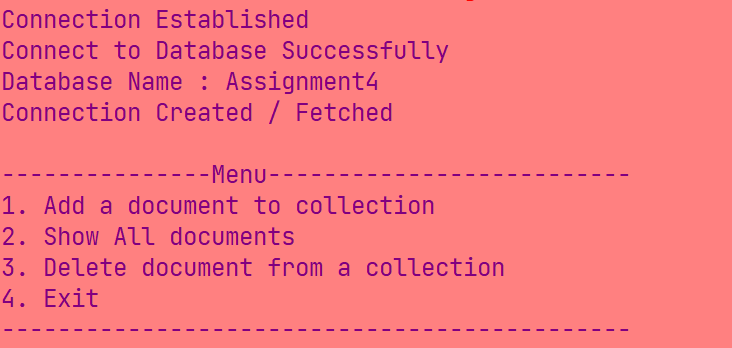 Connection Established
Connect to Database Successfully
Database Name : Assignment4
Connection Created / Fetched
---------------Menu--------------------------
1. Add a document to collection
2. Show All documents
3. Delete document from a collection
4. Exit
---------------------------------------------